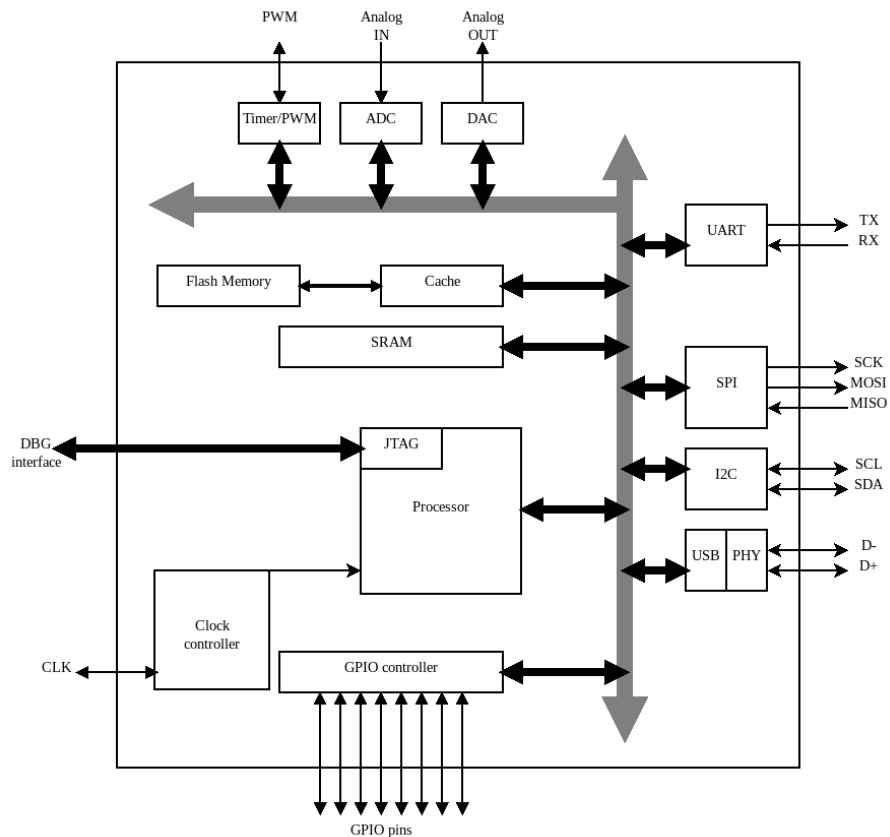 PWM
Analog
IN
Analog
OUT
Timer/PWM
ADC
DAC
UART
TX
RX
Flash Memory
Cache
SRAM
SPI
SCK
MOSI
MISO
DBG
interface
JTAG
Processor
I2C
SCL
SDA
USB
PHY
D-
D+
Clock
controller
CLK
GPIO controller
GPIO pins